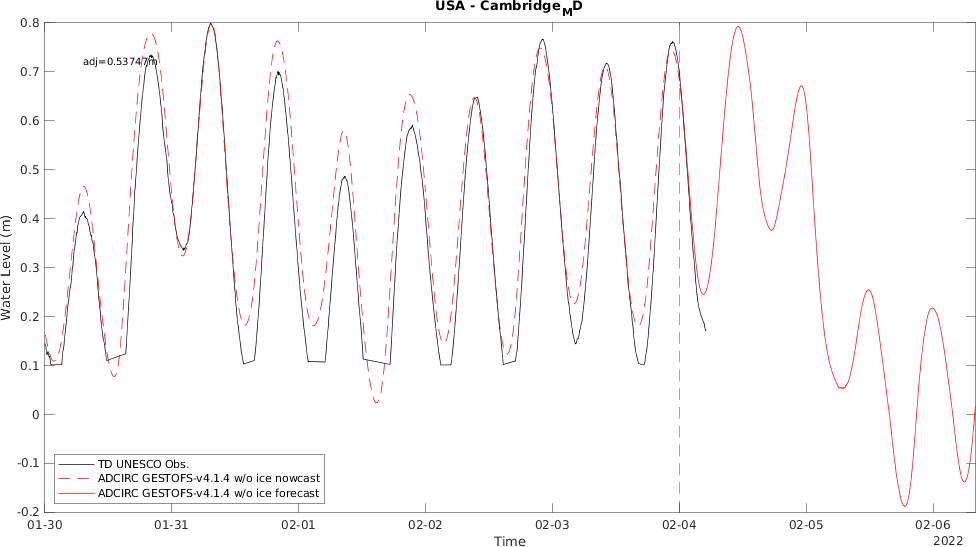 USA - CambridgeMD
adj=0.53747m
0.8
0.7
0.6
0.5
0.4
0.3
0.2
0.1
0
-0.1
-0.2
Water Level (m)
TD UNESCO Obs.
ADCIRC GESTOFS-v4.1.4 w/o ice nowcast
ADCIRC GESTOFS-v4.1.4 w/o ice forecast
01-30 01-31 02-01 02-02 02-03 02-04 02-05 02-06
Time
2022